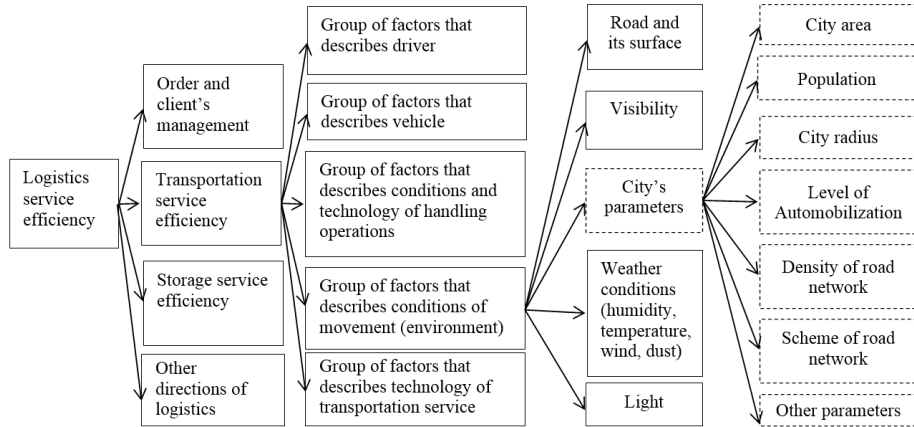 Logistics
service
efficiency
Order and
client's
management
Transportation
service
efficiency
Storage service
efficiency
Other
directions of
logistics
Group of factors that
describes driver
Group of factors that
describes vehicle
Group of factors that
describes conditions and
technology of handling
operations
Group of factors that
describes conditions of
movement (environment)
Group of factors that
describes technology of
transportation service
Road and
its surface
Visibility
City's
parameters
Weather
conditions
(humidity,
temperature,
wind, dust)
Light
City area
Population
City radius
Level of
Automobilization
Density of road
network
Scheme of road
network
Other parameters